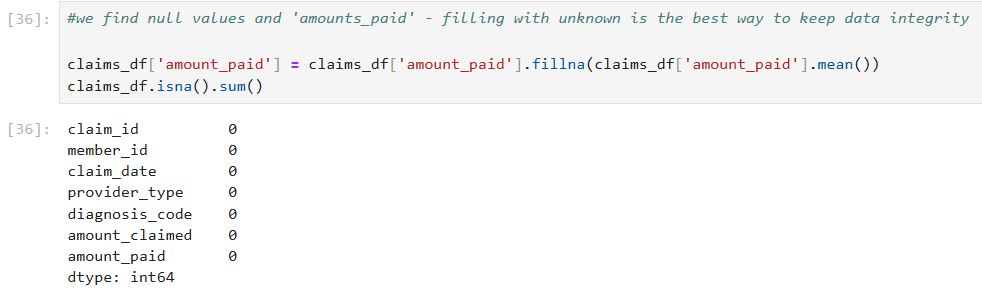 [36]: #we find null values and 'amounts_paid' - filling with unknown is the best way to keep data integrity
claims_df['amount_paid'] = claims_df['amount_paid'].fillna(claims_df['amount_paid'].mean())
claims_df.isna().sum()
[36]: claim_id 0
member_id 0
claim_date 0
provider_type 0
diagnosis_code 0
amount_claimed 0
amount_paid 0
dtype: int64